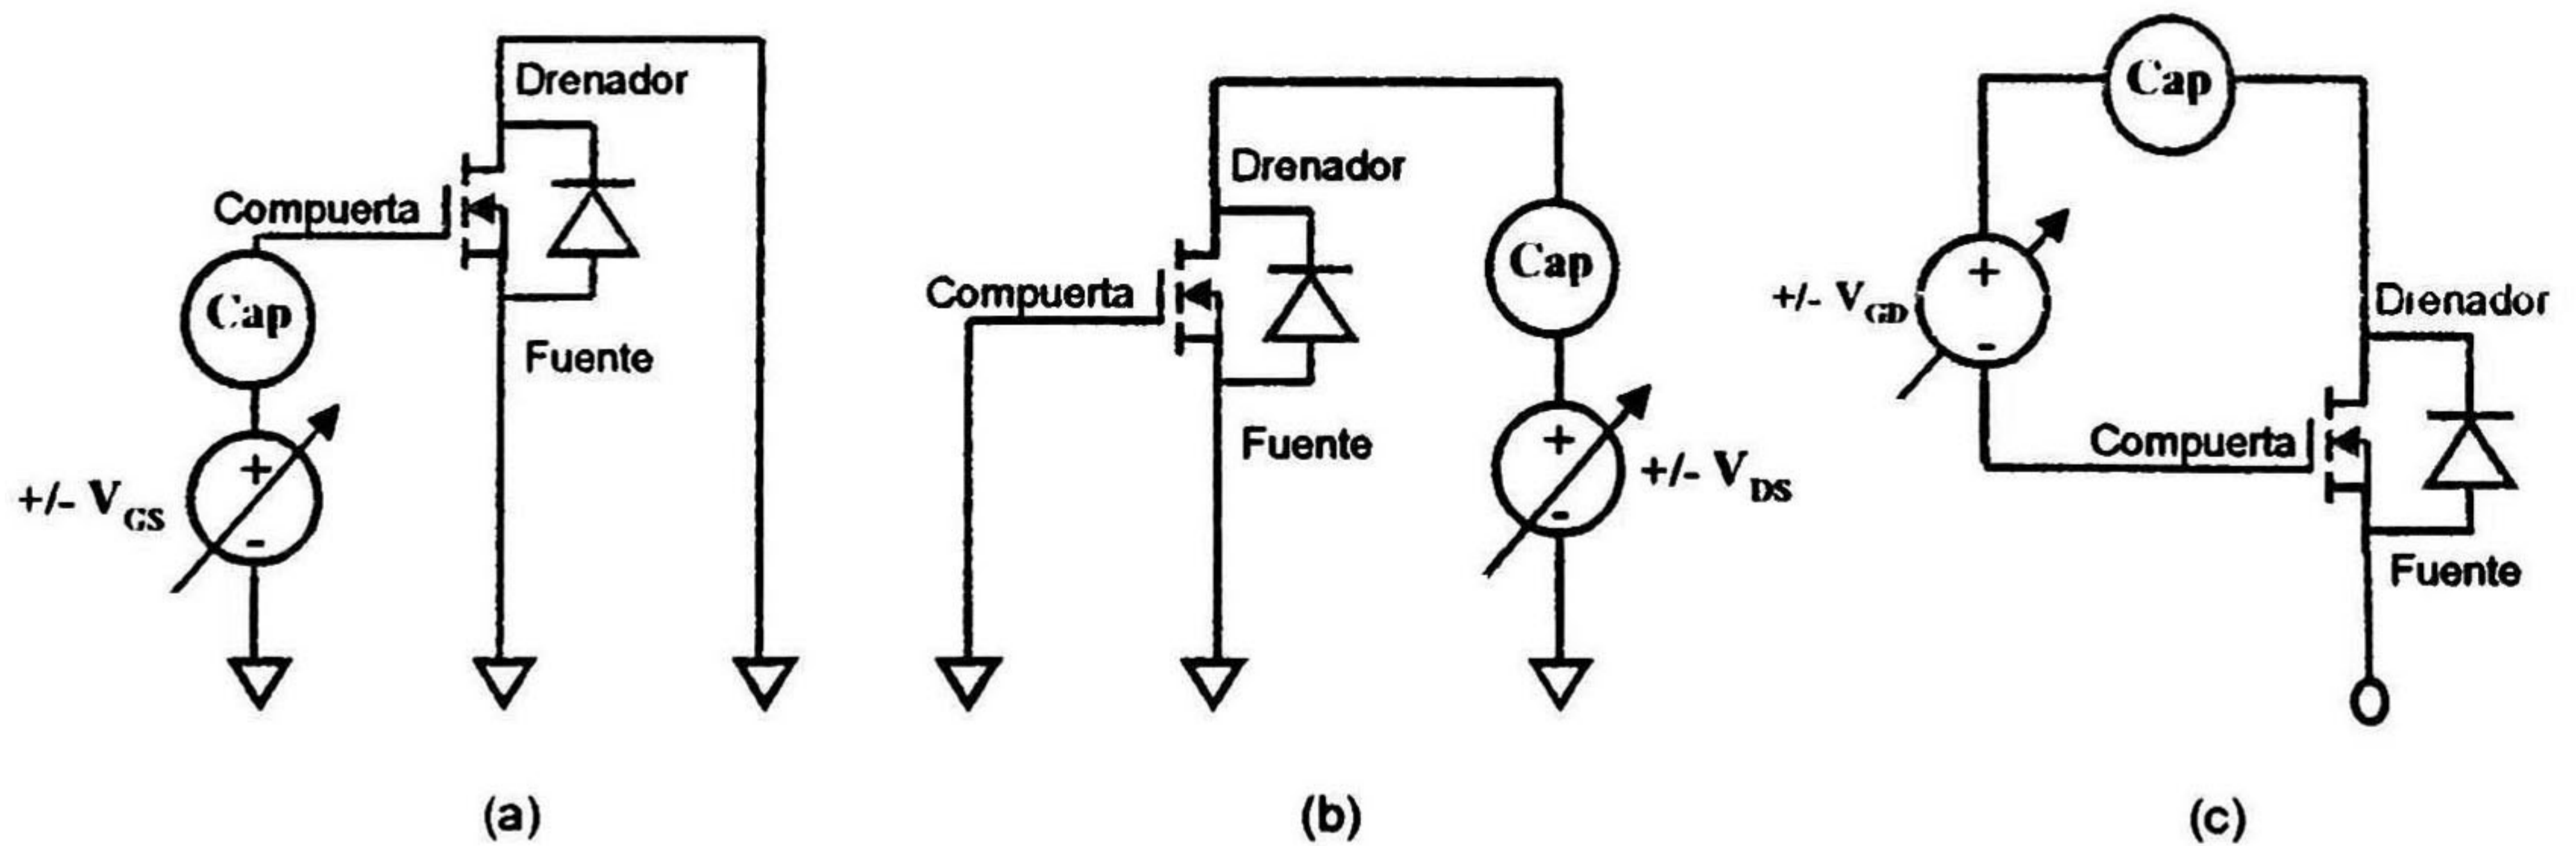 Drenador
Compuerta
Cap
Fuente
+
+/- VGS
-
(a)
Drenador
Compuerta
Cap
Fuente
+
+/- VDS
-
(b)
Cap
+
+/- VGD
-
Drenador
Compuerta
Fuente
(c)